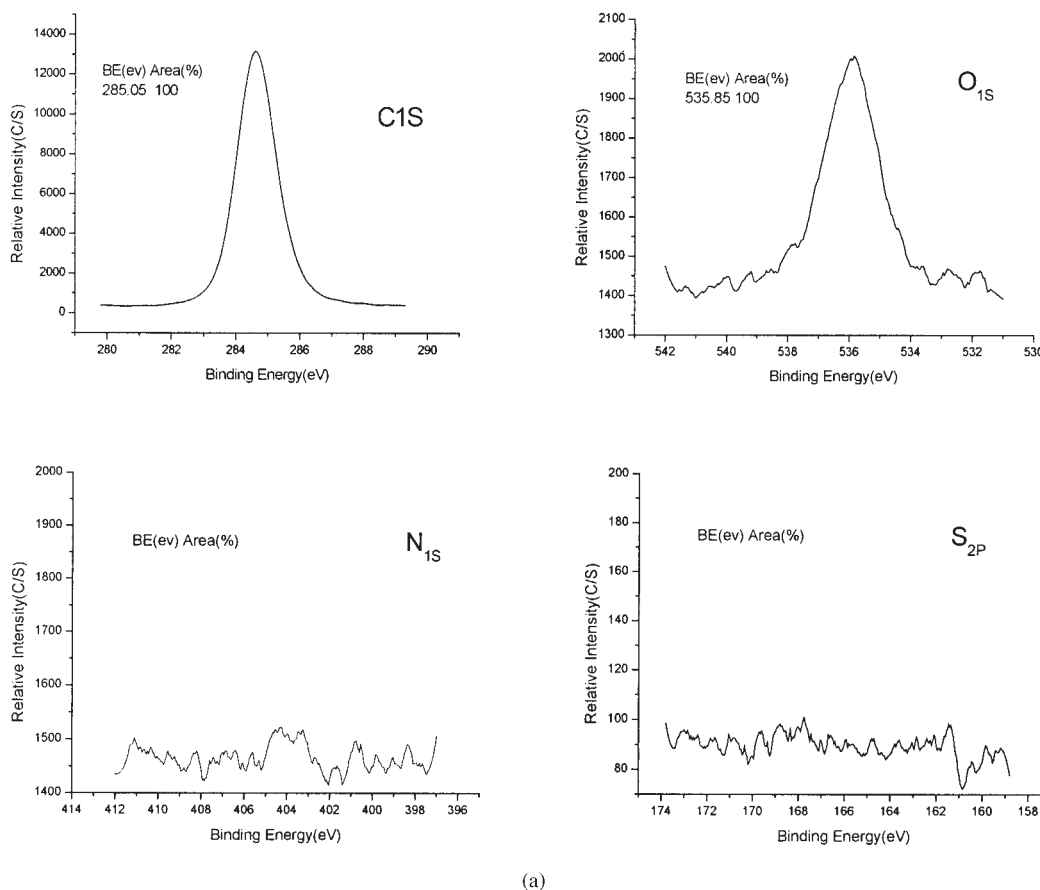 14000
12000
10000
8000
6000
4000
2000
0
Relative Intensity(C/S)
BE(ev) Area(%)
285.05 100
C1S
280 282 284 286 288 290
Binding Energy(eV)
2100
2000
1900
1800
1700
1600
1500
1400
1300
Relative Intensity(C/S)
BE(ev) Area(%)
535.85 100
O1S
542 540 538 536 534 532 530
Binding Energy(eV)
2000
1900
1800
1700
1600
1500
1400
Relative Intensity(C/S)
BE(ev) Area(%)
N1S
414 412 410 408 406 404 402 400 398 396
Binding Energy(eV)
200
180
160
140
120
100
80
Relative Intensity(C/S)
BE(ev) Area(%)
S2P
174 172 170 168 166 164 162 160 158
Binding Energy(eV)
(a)